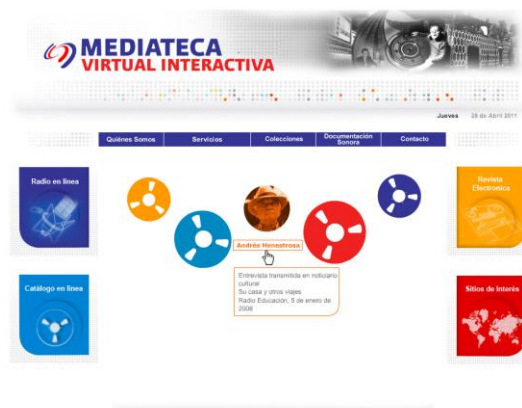 MEDIATECA
VIRTUAL INTERACTIVA
Jueves 28 de Abril 2011
Quiénes Somos
Servicios
Colecciones
Documentación
Sonora
Contacto
Radio en línea
Revista
Electronica
Andrés Henestrosa
Entrevista transmitida en noticiario
cultural
Su casa y otros viajes
Radio Educación, 5 de enero de
2008
Catálogo en línea
Sitios de Interés